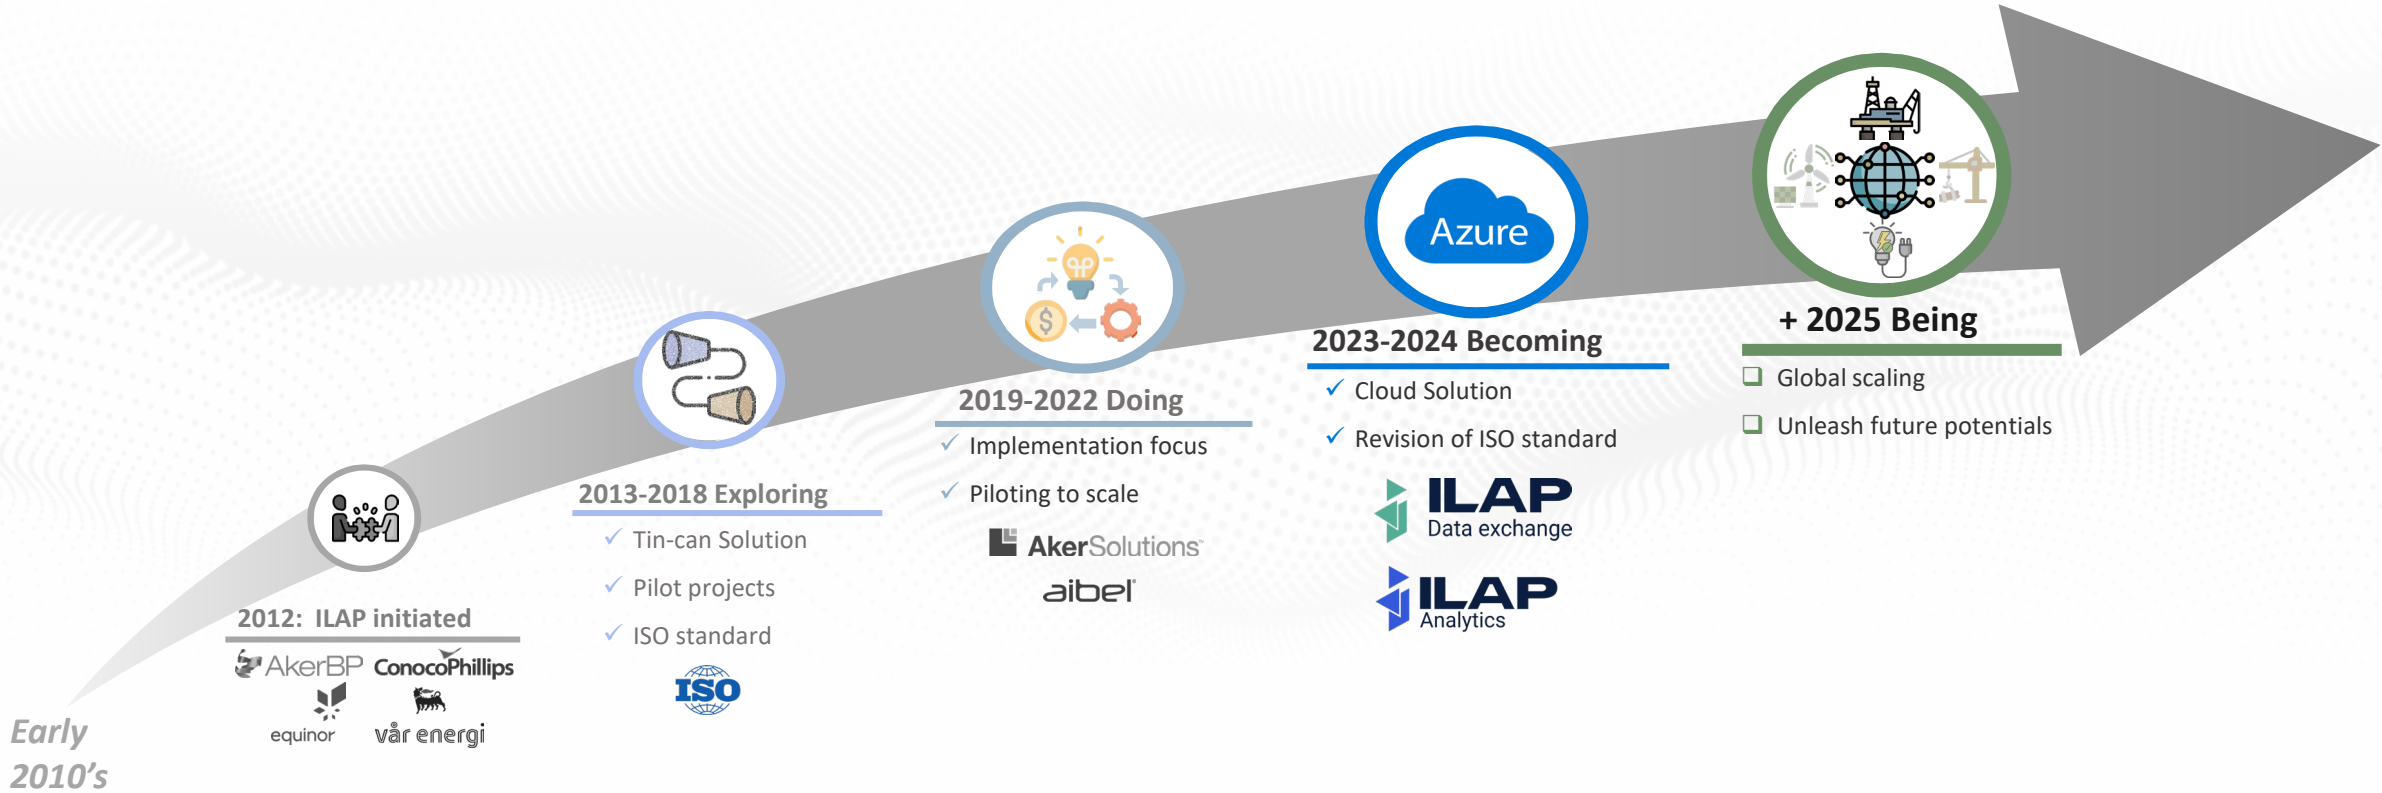 Early
2010's
2012:  ILAP initiated
AkerBP
ConocoPhillips
equinor
vår energi
2013-2018 Exploring
✓ Tin-can Solution
✓ Pilot projects
✓ ISO standard
ISO
2019-2022 Doing
✓ Implementation focus
✓ Piloting to scale
AkerSolutions
aibel
Azure
2023-2024 Becoming
✓ Cloud Solution
✓ Revision of ISO standard
ILAP
Data exchange
ILAP
Analytics
+ 2025 Being
❑ Global scaling
❑ Unleash future potentials